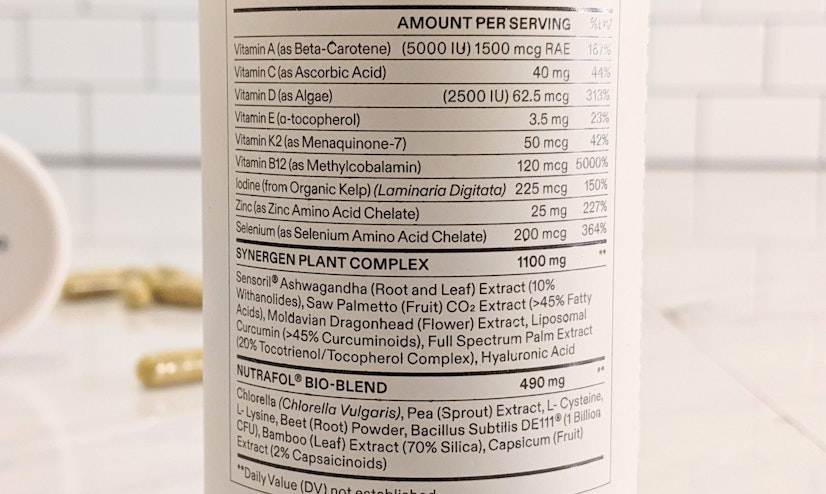 AMOUNT PER SERVING %DV
Vitamin A (as Beta-Carotene) (5000 IU) 1500 mcg RAE 167%
Vitamin C (as Ascorbic Acid) 40 mg 44%
Vitamin D (as Algae) (2500 IU) 62.5 mcg 313%
Vitamin E (α-tocopherol) 3.5 mg 23%
Vitamin K2 (as Menaquinone-7) 50 mcg 42%
Vitamin B12 (as Methylcobalamin) 120 mcg 5000%
Iodine (from Organic Kelp) (Laminaria Digitata) 225 mcg 150%
Zinc (as Zinc Amino Acid Chelate) 25 mg 227%
Selenium (as Selenium Amino Acid Chelate) 200 mcg 364%
SYNERGEN PLANT COMPLEX 1100 mg **
Sensoril® Ashwagandha (Root and Leaf) Extract (10%
Withanolides), Saw Palmetto (Fruit) CO₂ Extract (>45% Fatty
Acids), Moldavian Dragonhead (Flower) Extract, Liposomal
Curcumin (>45% Curcuminoids), Full Spectrum Palm Extract
(20% Tocotrienol/Tocopherol Complex), Hyaluronic Acid
NUTRAFOL® BIO-BLEND 490 mg **
Chlorella (Chlorella Vulgaris), Pea (Sprout) Extract, L- Cysteine,
L- Lysine, Beet (Root) Powder, Bacillus Subtilis DE111® (1 Billion
CFU), Bamboo (Leaf) Extract (70% Silica), Capsicum (Fruit)
Extract (2% Capsaicinoids)
**Daily Value (DV) not established